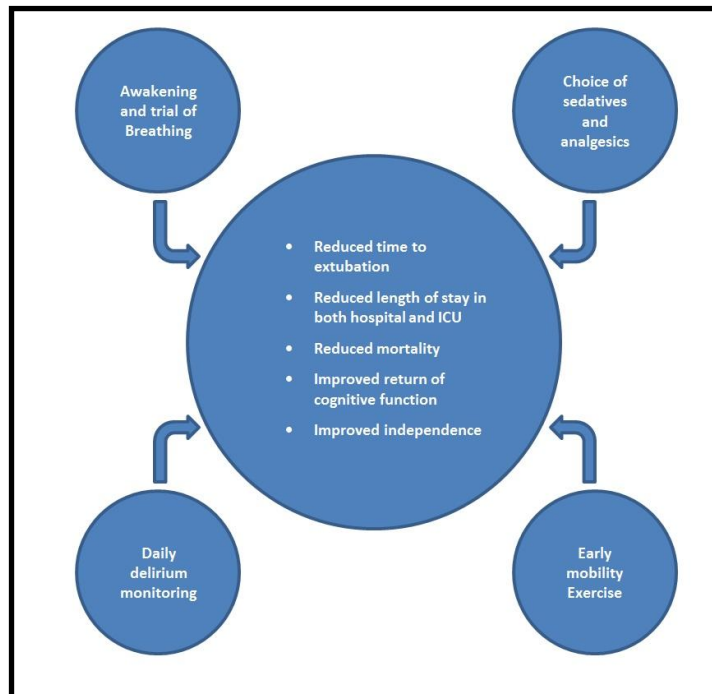 Awakening
and trial of
Breathing
Choice of
sedatives
and
analgesics
• Reduced time to
extubation
• Reduced length of stay in
both hospital and ICU
• Reduced mortality
• Improved return of
cognitive function
• Improved independence
Daily
delirium
monitoring
Early
mobility
Exercise